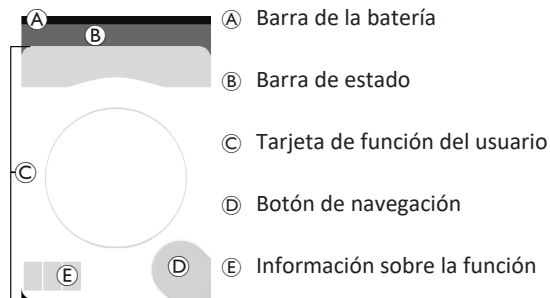 Ⓐ Ⓐ Barra de la batería
Ⓑ
Ⓑ Barra de estado
Ⓒ Tarjeta de función del usuario
Ⓒ
Ⓓ Botón de navegación
Ⓓ
Ⓔ Ⓔ Información sobre la función